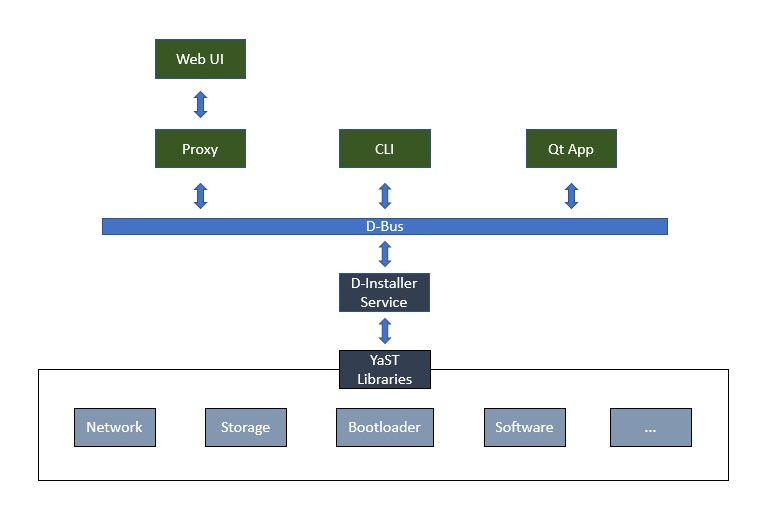 Web UI
Proxy
CLI
Qt App
D-Bus
D-Installer
Service
YaST
Libraries
Network
Storage
Bootloader
Software
...